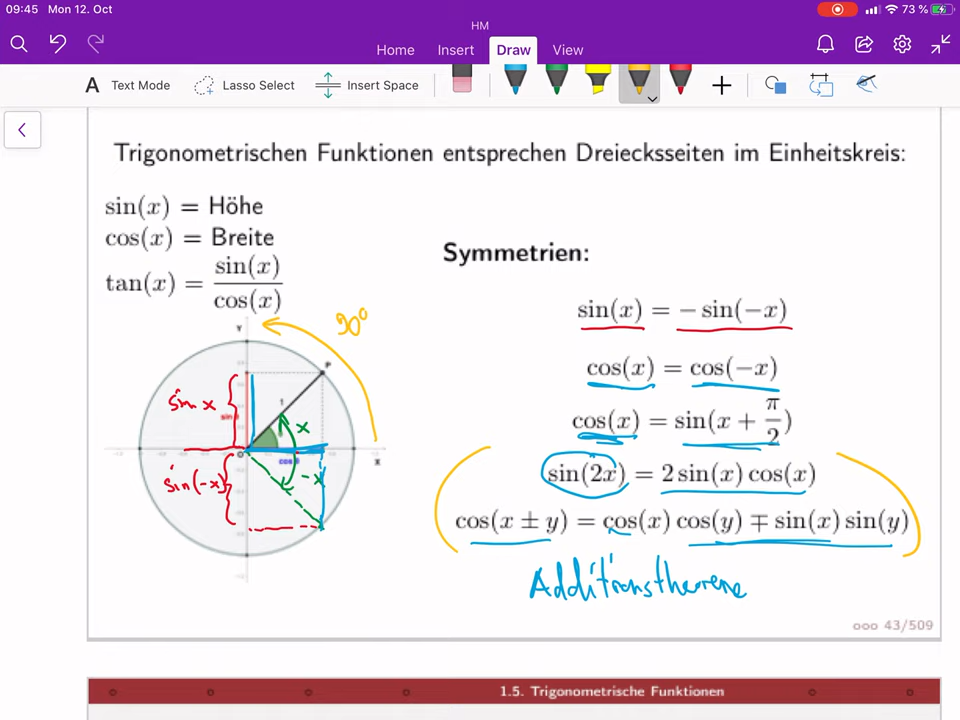 09:45 Mon 12. Oct
73 %
HM
Home Insert Draw View
A Text Mode Lasso Select Insert Space
Trigonometrischen Funktionen entsprechen Dreiecksseiten im Einheitskreis:
sin(x) = Höhe
cos(x) = Breite
tan(x) = sin(x)/cos(x)
Symmetrien:
sin(x) = − sin(−x)
cos(x) = cos(−x)
cos(x) = sin(x + π/2)
sin(2x) = 2 sin(x) cos(x)
cos(x ± y) = cos(x) cos(y) ∓ sin(x) sin(y)
Additionstheoreme
90°
Y
P
sin x
1
x
O
X
sin(-x)
-x
43/509
1.5. Trigonometrische Funktionen